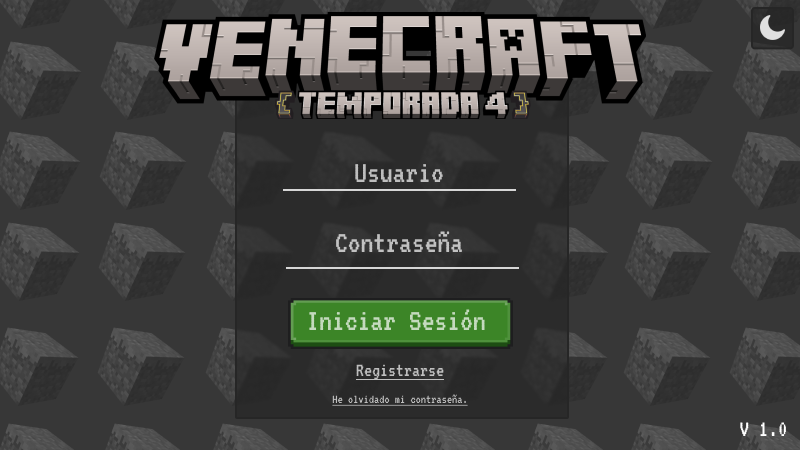 VENECRAFT
{ TEMPORADA 4 }
Usuario
Contraseña
Iniciar Sesión
Registrarse
He olvidado mi contraseña.
V 1.0